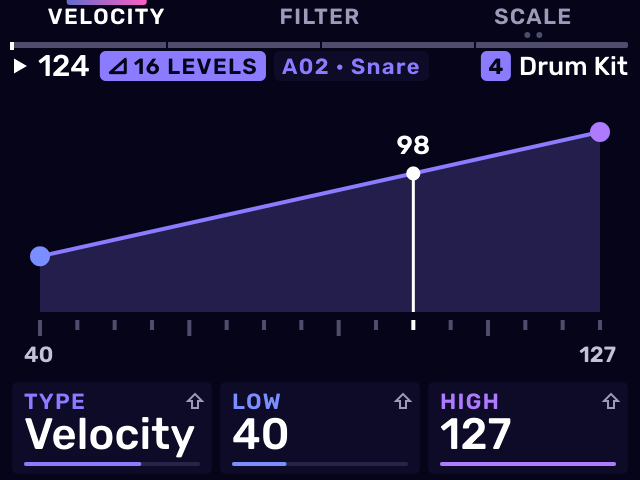 VELOCITY FILTER SCALE
124 16 LEVELS A02 • Snare 4 Drum Kit
98
40 127
TYPE LOW HIGH
Velocity 40 127